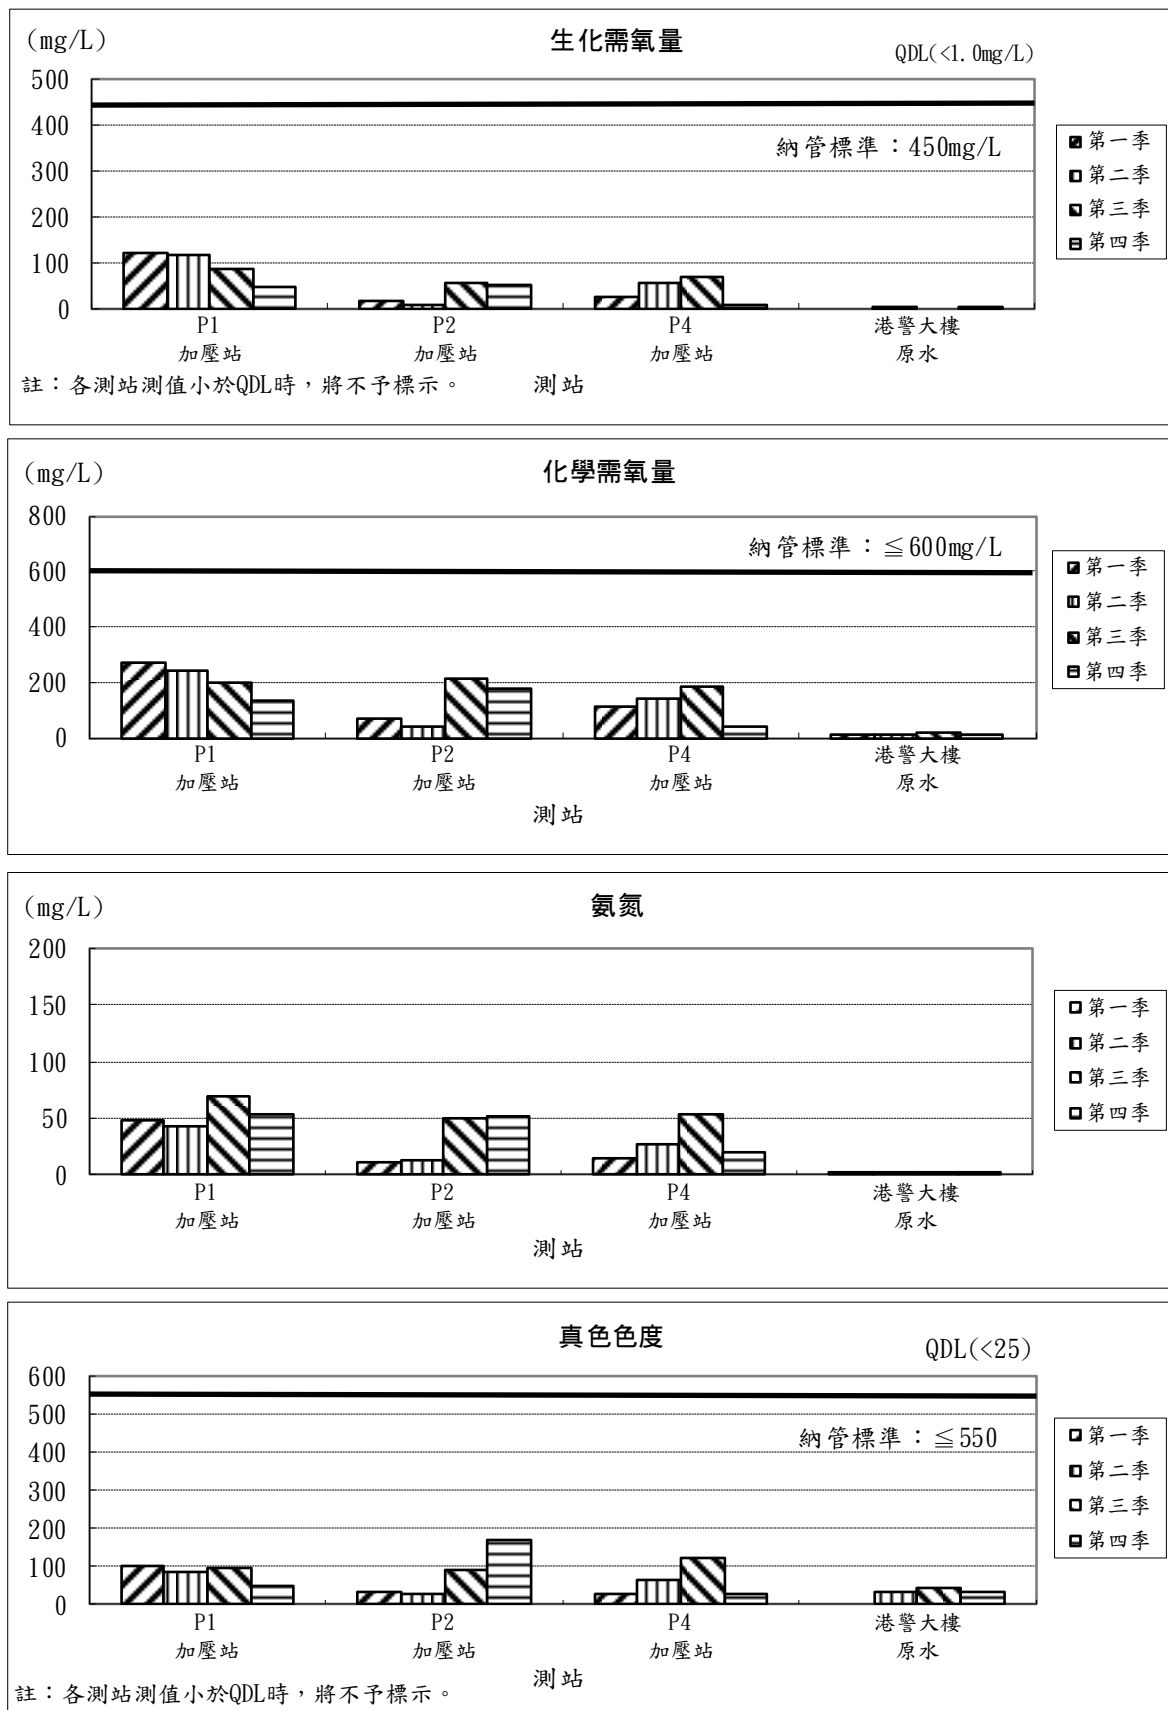 (mg/L)
生化需氧量
QDL(<1.0mg/L)
500
400
300
200
100
0
納管標準：450mg/L
第一季
第二季
第三季
第四季
P1
加壓站
P2
加壓站
P4
加壓站
港警大樓
原水
註：各測站測值小於QDL時，將不予標示。
測站
(mg/L)
化學需氧量
800
600
400
200
0
納管標準：≦600mg/L
第一季
第二季
第三季
第四季
P1
加壓站
P2
加壓站
P4
加壓站
港警大樓
原水
測站
(mg/L)
氨氮
200
150
100
50
0
第一季
第二季
第三季
第四季
P1
加壓站
P2
加壓站
P4
加壓站
港警大樓
原水
測站
真色色度
QDL(<25)
600
500
400
300
200
100
0
納管標準：≦550
第一季
第二季
第三季
第四季
P1
加壓站
P2
加壓站
P4
加壓站
港警大樓
原水
測站
註：各測站測值小於QDL時，將不予標示。